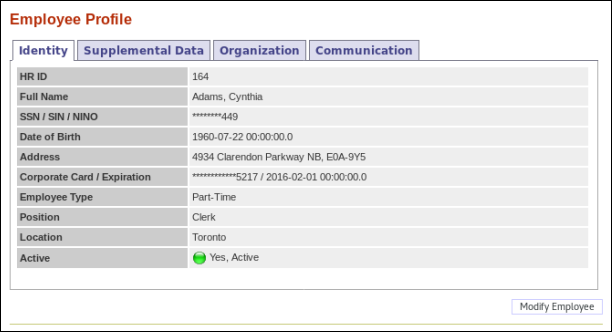 Employee Profile
Identity Supplemental Data Organization Communication
HR ID 164
Full Name Adams, Cynthia
SSN / SIN / NINO ********449
Date of Birth 1960-07-22 00:00:00.0
Address 4934 Clarendon Parkway NB, E0A-9Y5
Corporate Card / Expiration ************5217 / 2016-02-01 00:00:00.0
Employee Type Part-Time
Position Clerk
Location Toronto
Active Yes, Active
Modify Employee